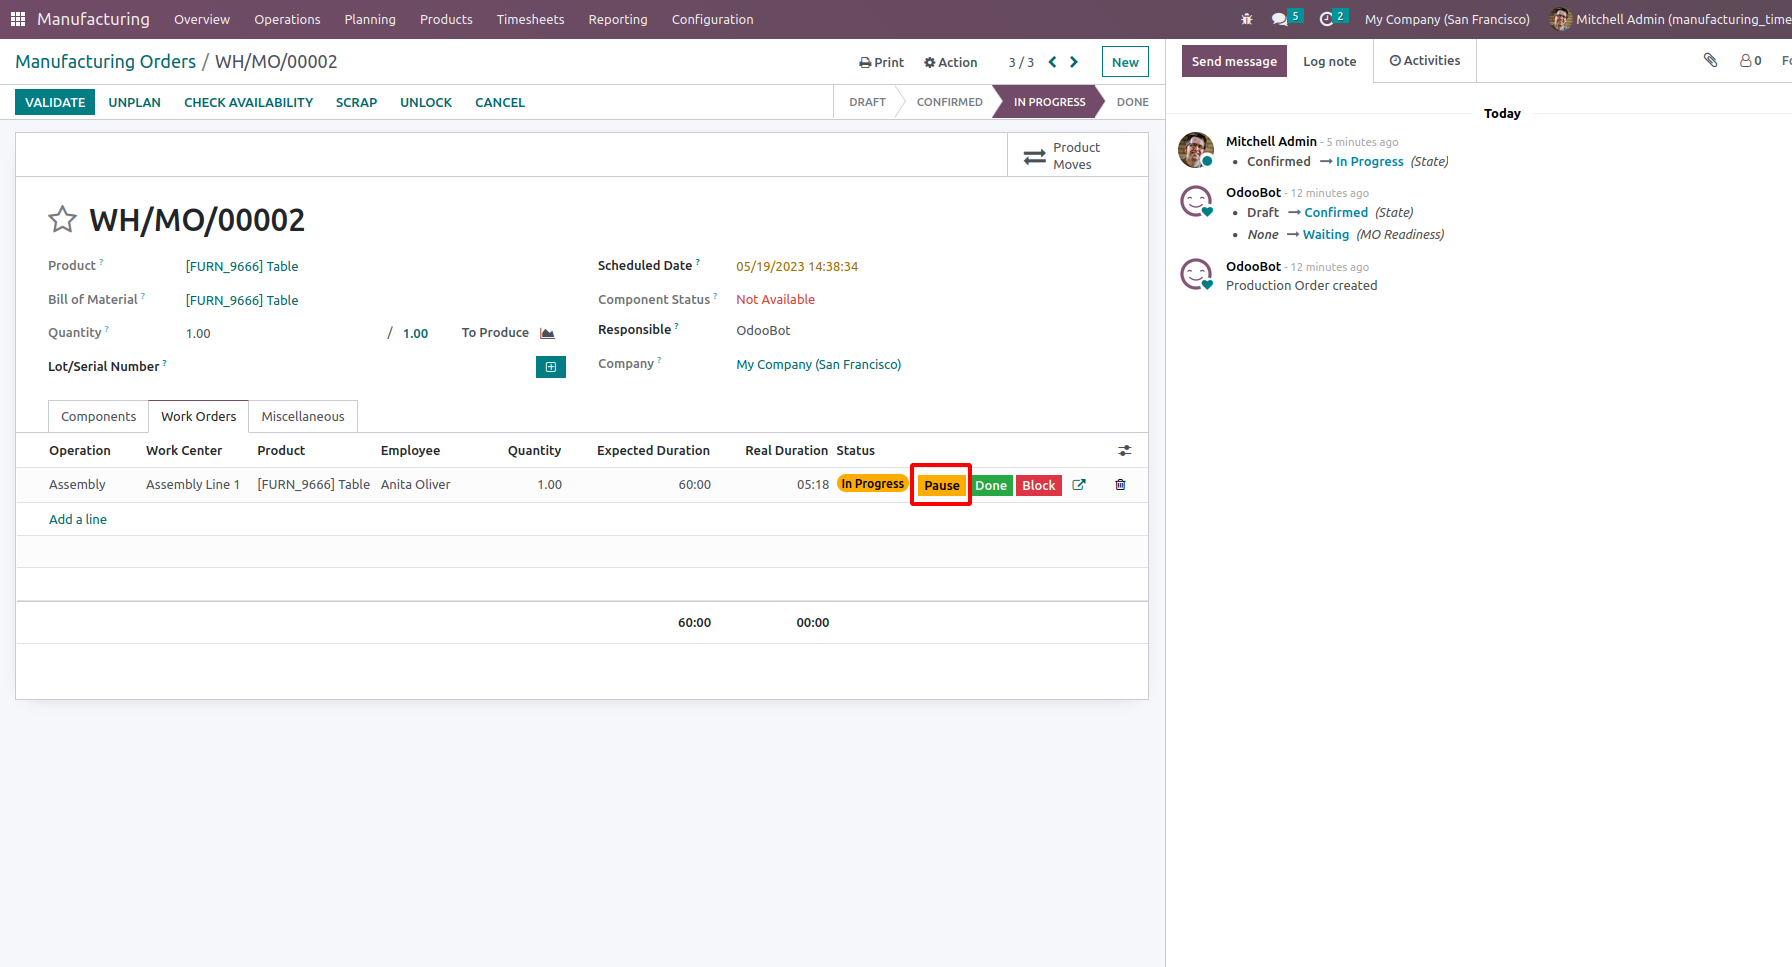 Manufacturing Overview Operations Planning Products Timesheets Reporting Configuration 5 2 My Company (San Francisco) Mitchell Admin (manufacturing_time
Manufacturing Orders / WH/MO/00002 Print Action 3 / 3 New
VALIDATE UNPLAN CHECK AVAILABILITY SCRAP UNLOCK CANCEL DRAFT CONFIRMED IN PROGRESS DONE
Product
Moves
WH/MO/00002
Product ? [FURN_9666] Table Scheduled Date ? 05/19/2023 14:38:34
Bill of Material ? [FURN_9666] Table Component Status ? Not Available
Quantity ? 1.00 / 1.00 To Produce Responsible ? OdooBot
Lot/Serial Number ? Company ? My Company (San Francisco)
Components Work Orders Miscellaneous
Operation Work Center Product Employee Quantity Expected Duration Real Duration Status
Assembly Assembly Line 1 [FURN_9666] Table Anita Oliver 1.00 60:00 05:18 In Progress Pause Done Block
Add a line
60:00 00:00
Send message Log note Activities 0 Fo
Today
Mitchell Admin - 5 minutes ago
• Confirmed → In Progress (State)
OdooBot - 12 minutes ago
• Draft → Confirmed (State)
• None → Waiting (MO Readiness)
OdooBot - 12 minutes ago
Production Order created